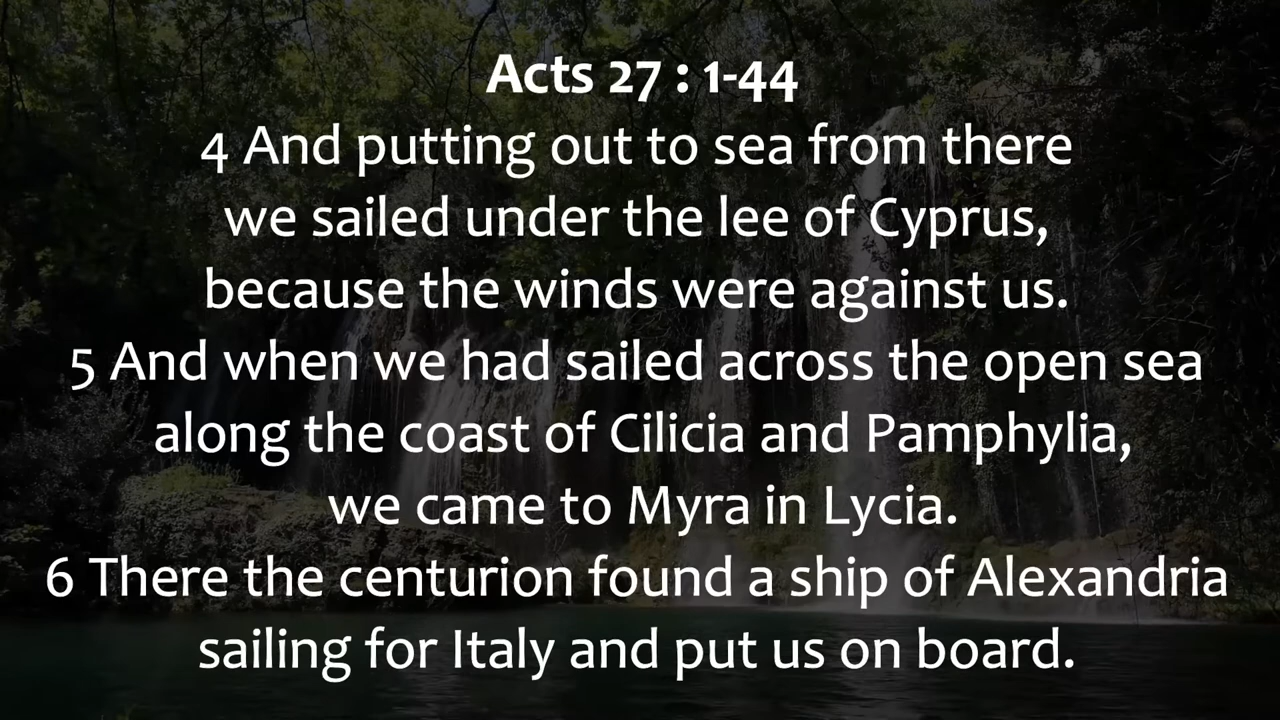 Acts 27 : 1-44
4 And putting out to sea from there
we sailed under the lee of Cyprus,
because the winds were against us.
5 And when we had sailed across the open sea
along the coast of Cilicia and Pamphylia,
we came to Myra in Lycia.
6 There the centurion found a ship of Alexandria
sailing for Italy and put us on board.